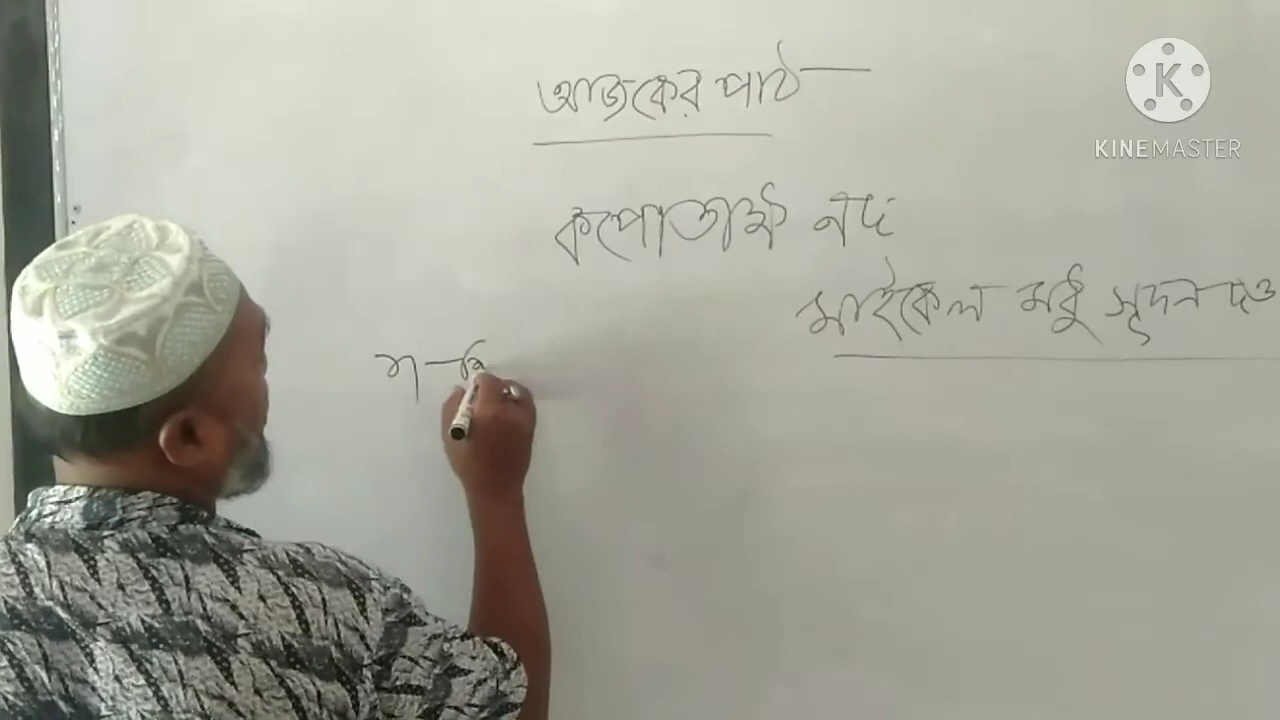 আজকের পাঠ —
কপোতাক্ষ নদ
মাইকেল মধু সূদন দত্ত
K
KINEMASTER